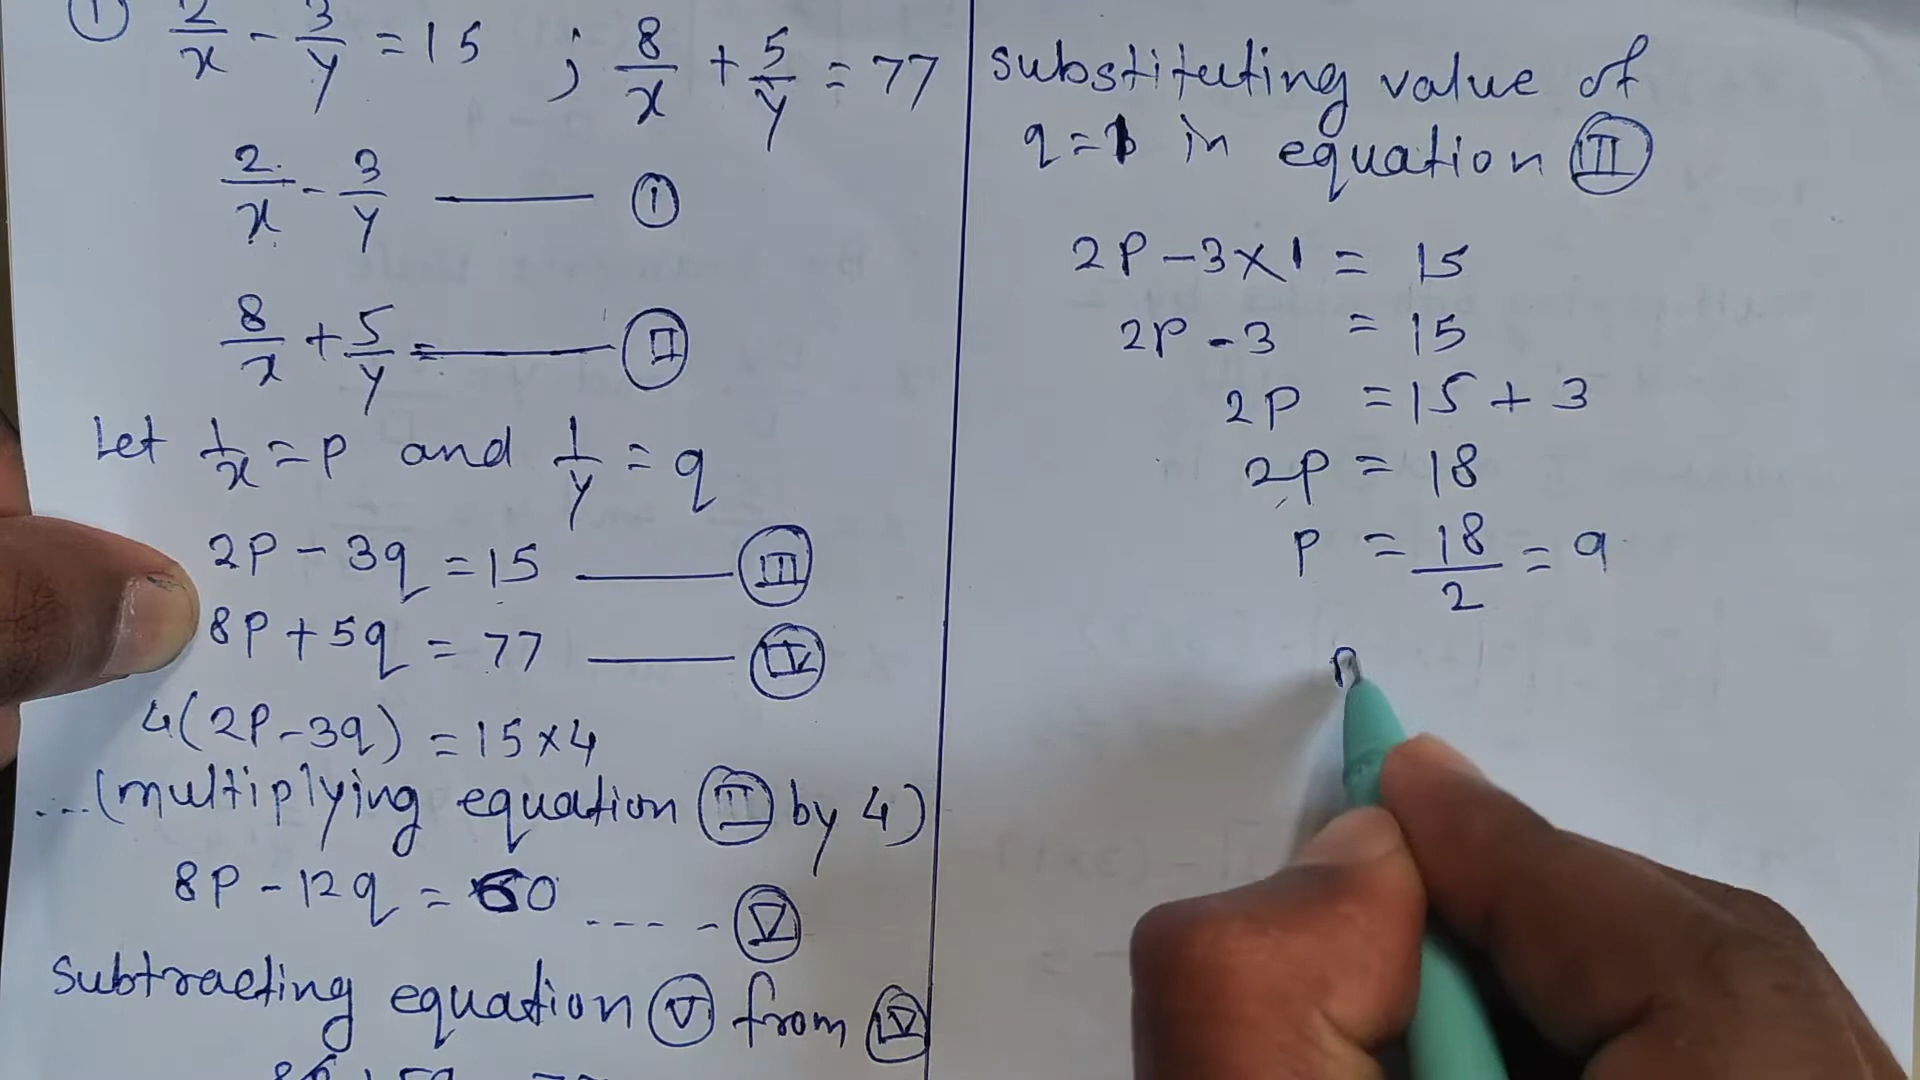 ① 2/x - 3/y = 15 ; 8/x + 5/y = 77
2/x - 3/y —— ①
8/x + 5/y = —— Ⅱ
Let 1/x = p and 1/y = q
2p - 3q = 15 —— Ⅲ
8p + 5q = 77 —— Ⅳ
4(2p - 3q) = 15 × 4
...(multiplying equation Ⅲ by 4)
8p - 12q = 60 ---- Ⅴ
subtracting equation Ⅴ from Ⅳ
substituting value of
q = 1 in equation Ⅲ
2p - 3 × 1 = 15
2p - 3 = 15
2p = 15 + 3
2p = 18
p = 18/2 = 9